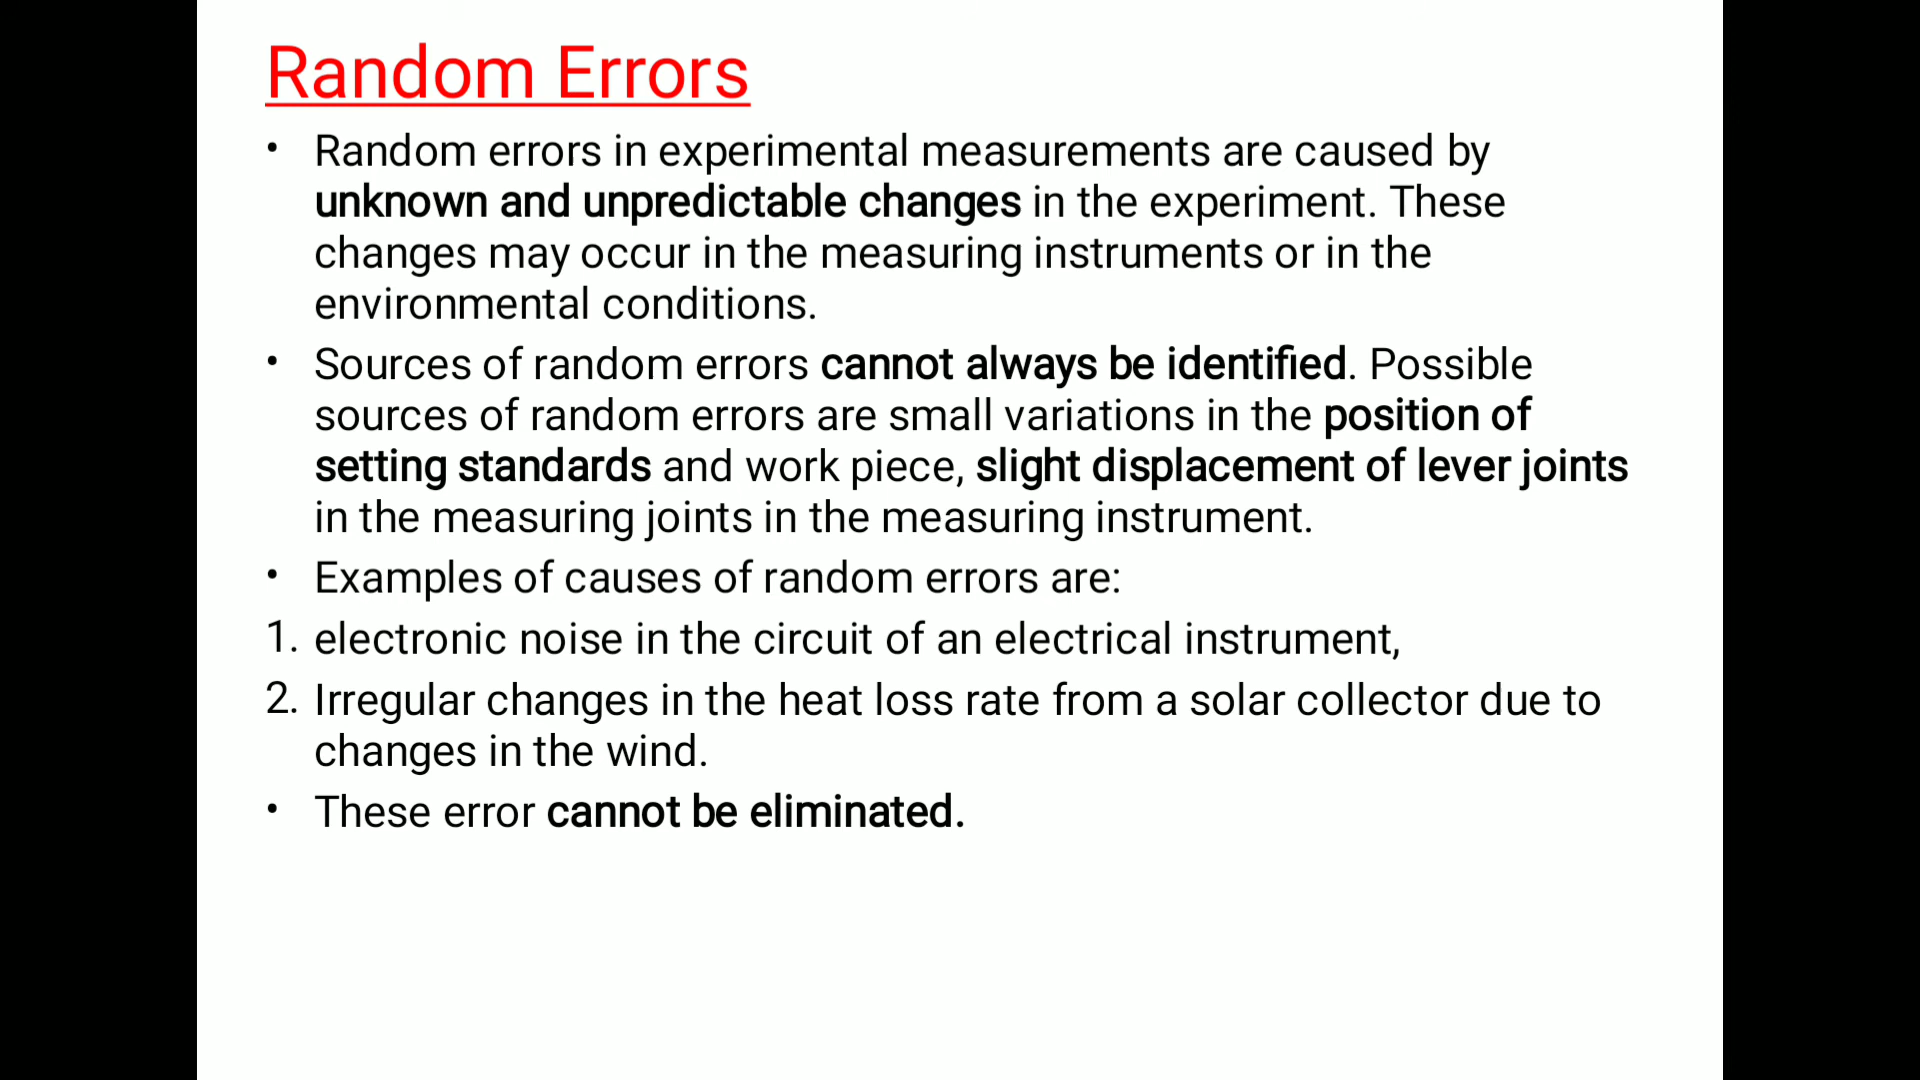 Random Errors
• Random errors in experimental measurements are caused by
unknown and unpredictable changes in the experiment. These
changes may occur in the measuring instruments or in the
environmental conditions.
• Sources of random errors cannot always be identified. Possible
sources of random errors are small variations in the position of
setting standards and work piece, slight displacement of lever joints
in the measuring joints in the measuring instrument.
• Examples of causes of random errors are:
1. electronic noise in the circuit of an electrical instrument,
2. Irregular changes in the heat loss rate from a solar collector due to
changes in the wind.
• These error cannot be eliminated.